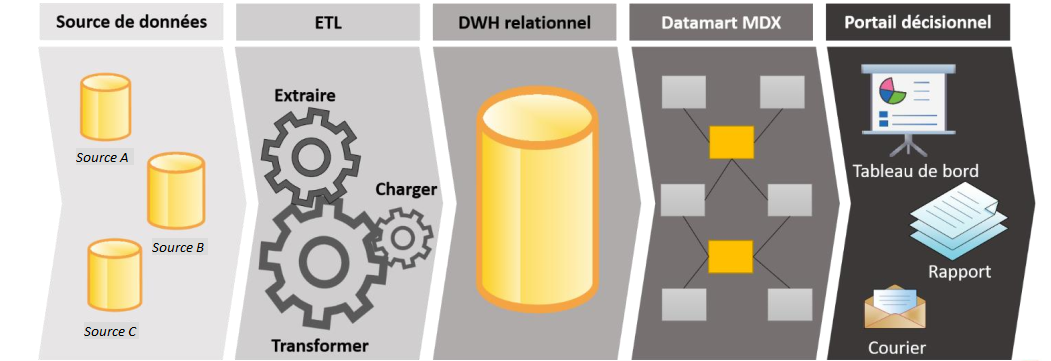 Source de données
ETL
DWH relationnel
Datamart MDX
Portail décisionnel
Source A
Source B
Source C
Extraire
Charger
Transformer
Tableau de bord
Rapport
Courier